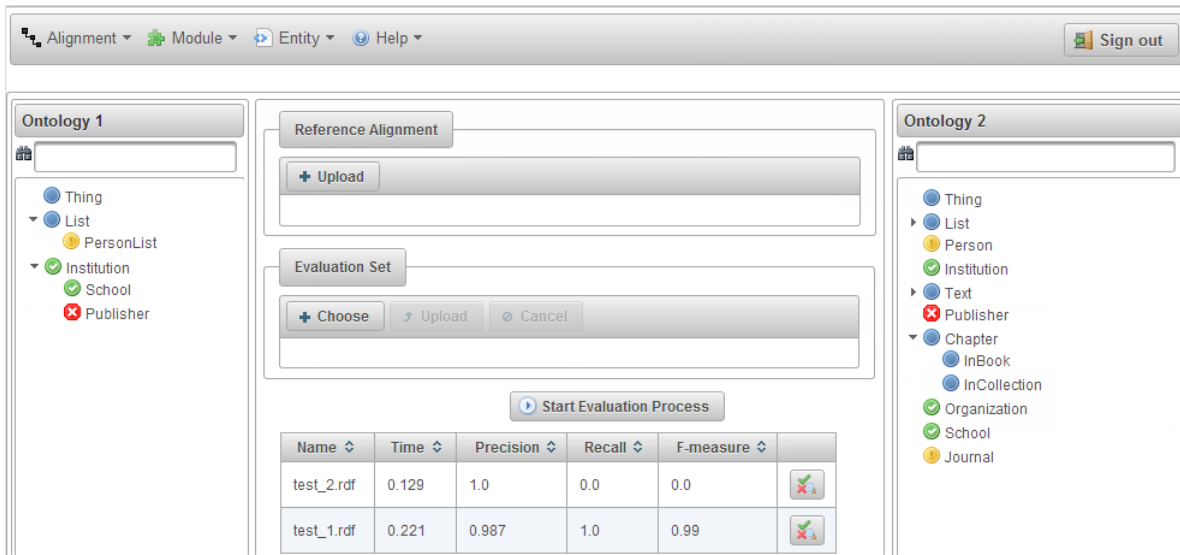 Alignment Module Entity Help Sign out
Ontology 1
Thing
List
PersonList
Institution
School
Publisher
Reference Alignment
Upload
Evaluation Set
Choose Upload Cancel
Start Evaluation Process
Name Time Precision Recall F-measure
test_2.rdf 0.129 1.0 0.0 0.0
test_1.rdf 0.221 0.987 1.0 0.99
Ontology 2
Thing
List
Person
Institution
Text
Publisher
Chapter
InBook
InCollection
Organization
School
Journal